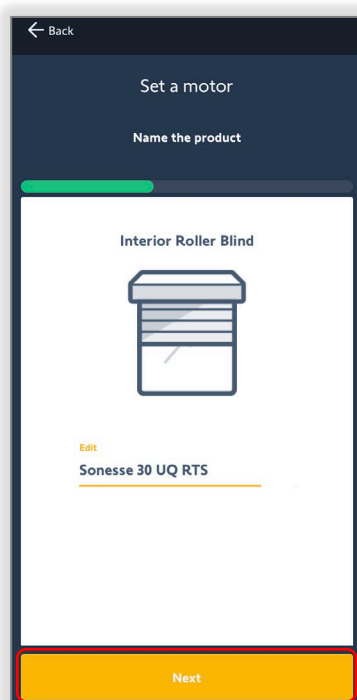 Back
Set a motor
Name the product
Interior Roller Blind
Edit
Sonesse 30 UQ RTS
Next